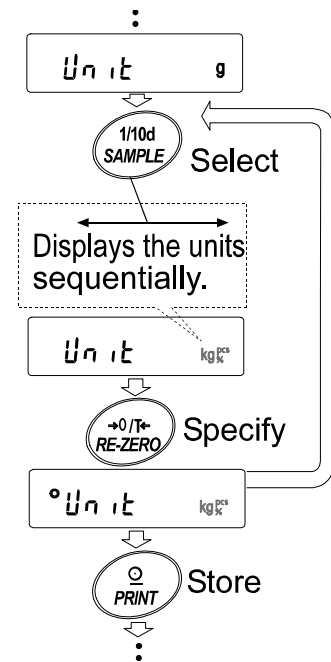 Unit g
1/10d
SAMPLE
Select
Displays the units
sequentially.
Unit kg pcs %
→0/T←
RE-ZERO
Specify
°Unit kg pcs %
PRINT
Store